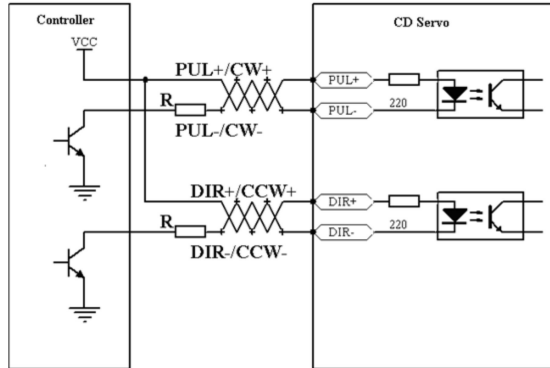 Controller
CD Servo
VCC
PUL+/CW+
PUL+
R
PUL-
220
PUL-/CW-
DIR+/CCW+
DIR+
R
DIR-
220
DIR-/CCW-